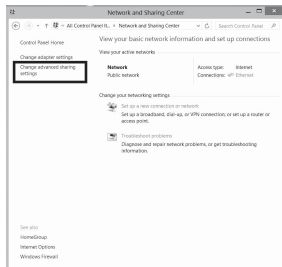 Network and Sharing Center
« All Control Panel It... › Network and Sharing Center
Search Control Panel
Control Panel Home
Change adapter settings
Change advanced sharing
settings
View your basic network information and set up connections
View your active networks
Network
Public network
Access type: Internet
Connections: Ethernet
Change your networking settings
Set up a new connection or network
Set up a broadband, dial-up, or VPN connection; or set up a router or
access point.
Troubleshoot problems
Diagnose and repair network problems, or get troubleshooting
information.
See also
HomeGroup
Internet Options
Windows Firewall